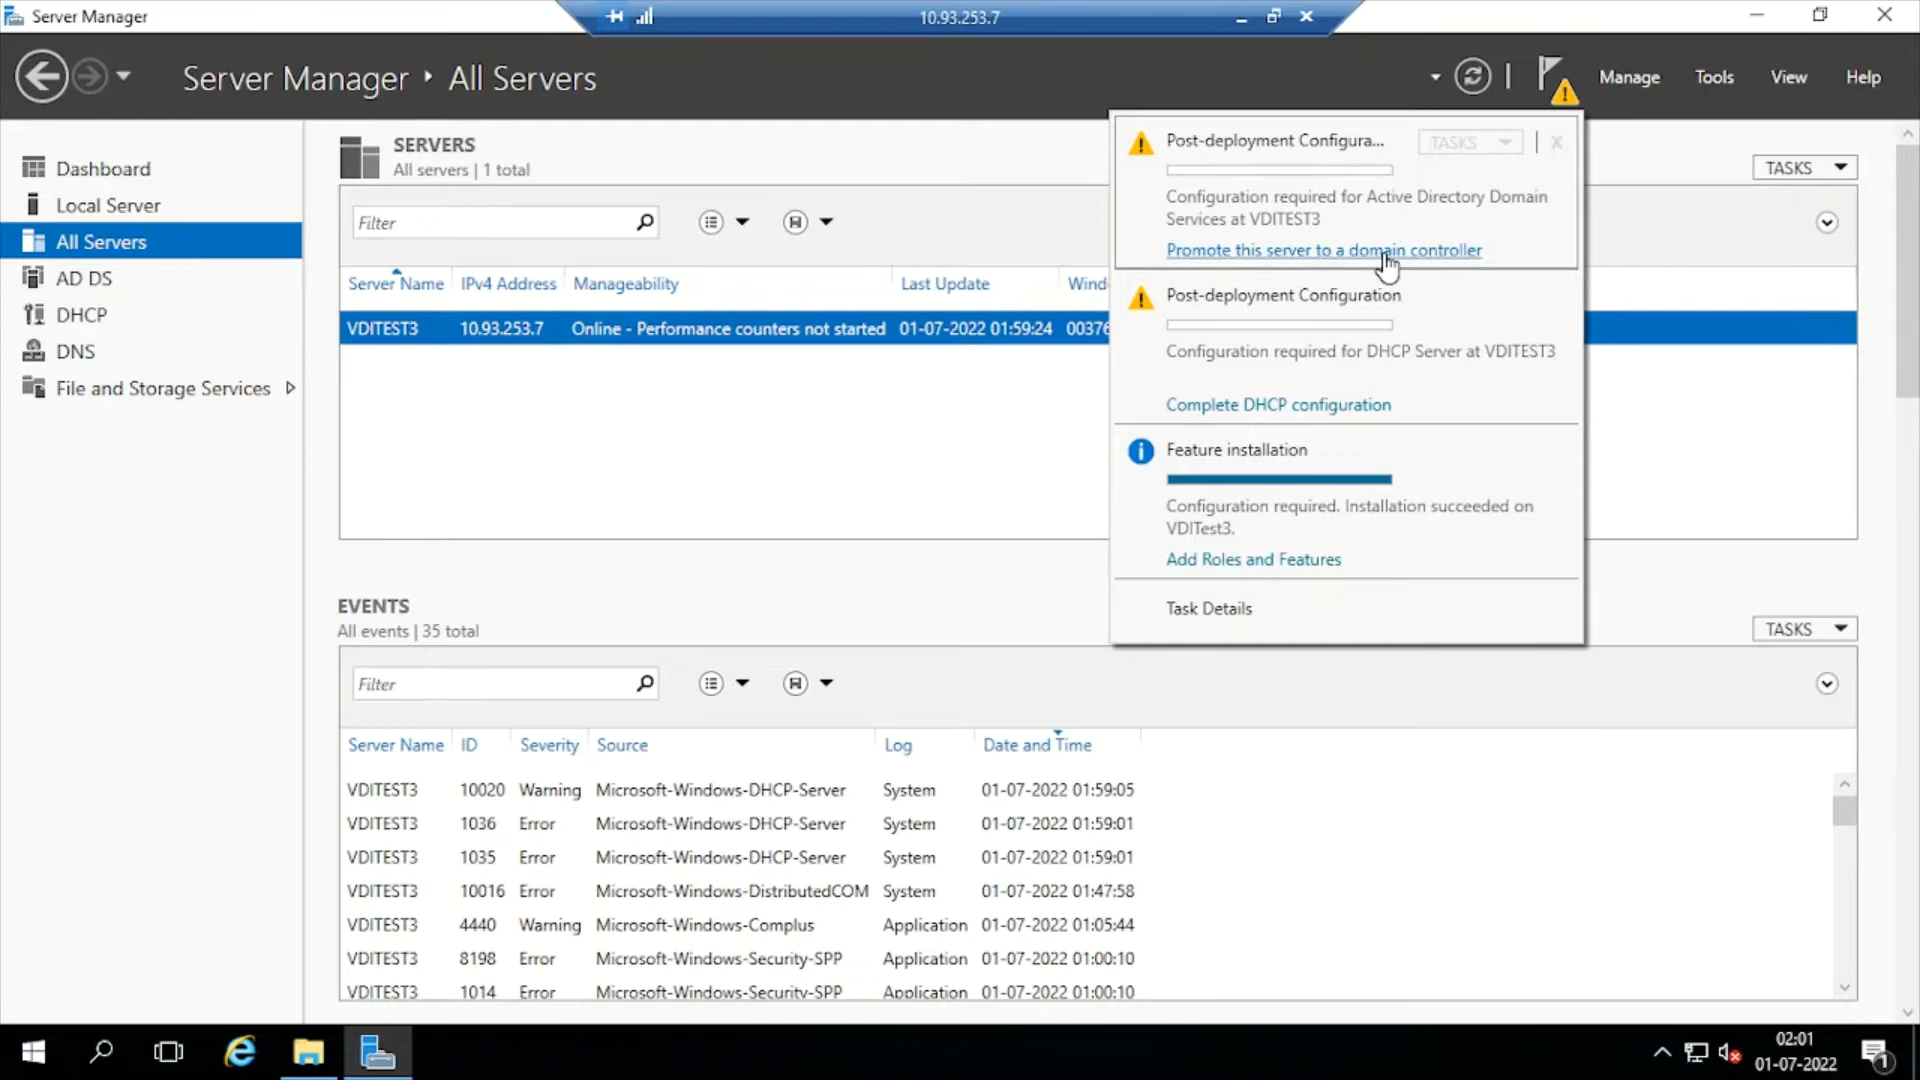 Server Manager
10.93.253.7
Server Manager ‣ All Servers
Manage Tools View Help
Dashboard
Local Server
All Servers
AD DS
DHCP
DNS
File and Storage Services
SERVERS
All servers | 1 total
TASKS
Filter
Server Name IPv4 Address Manageability Last Update Wind
VDITEST3 10.93.253.7 Online - Performance counters not started 01-07-2022 01:59:24 00376
Post-deployment Configura...
TASKS
X
Configuration required for Active Directory Domain
Services at VDITEST3
Promote this server to a domain controller
Post-deployment Configuration
Configuration required for DHCP Server at VDITEST3
Complete DHCP configuration
Feature installation
Configuration required. Installation succeeded on
VDITest3.
Add Roles and Features
Task Details
EVENTS
All events | 35 total
TASKS
Filter
Server Name ID Severity Source Log Date and Time
VDITEST3 10020 Warning Microsoft-Windows-DHCP-Server System 01-07-2022 01:59:05
VDITEST3 1036 Error Microsoft-Windows-DHCP-Server System 01-07-2022 01:59:01
VDITEST3 1035 Error Microsoft-Windows-DHCP-Server System 01-07-2022 01:59:01
VDITEST3 10016 Error Microsoft-Windows-DistributedCOM System 01-07-2022 01:47:58
VDITEST3 4440 Warning Microsoft-Windows-Complus Application 01-07-2022 01:05:44
VDITEST3 8198 Error Microsoft-Windows-Security-SPP Application 01-07-2022 01:00:10
VDITEST3 1014 Error Microsoft-Windows-Security-SPP Application 01-07-2022 01:00:10
02:01
01-07-2022
1